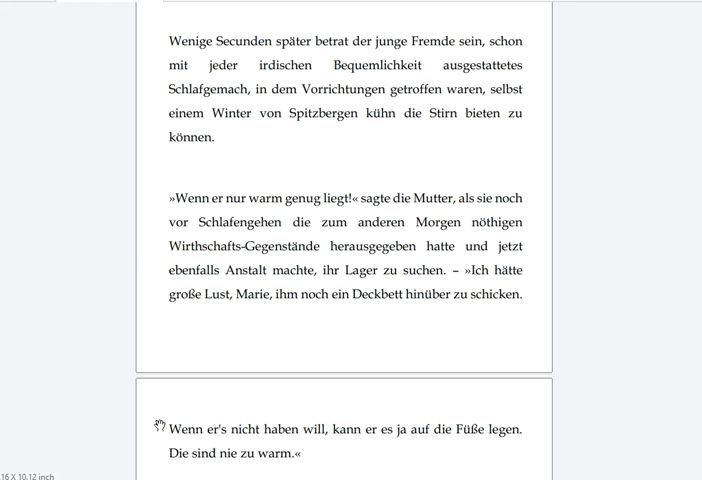 Wenige Secunden später betrat der junge Fremde sein, schon
mit jeder irdischen Bequemlichkeit ausgestattetes
Schlafgemach, in dem Vorrichtungen getroffen waren, selbst
einem Winter von Spitzbergen kühn die Stirn bieten zu
können.
»Wenn er nur warm genug liegt!« sagte die Mutter, als sie noch
vor Schlafengehen die zum anderen Morgen nöthigen
Wirthschafts-Gegenstände herausgegeben hatte und jetzt
ebenfalls Anstalt machte, ihr Lager zu suchen. – »Ich hätte
große Lust, Marie, ihm noch ein Deckbett hinüber zu schicken.
Wenn er's nicht haben will, kann er es ja auf die Füße legen.
Die sind nie zu warm.«
16 X 10.12 inch